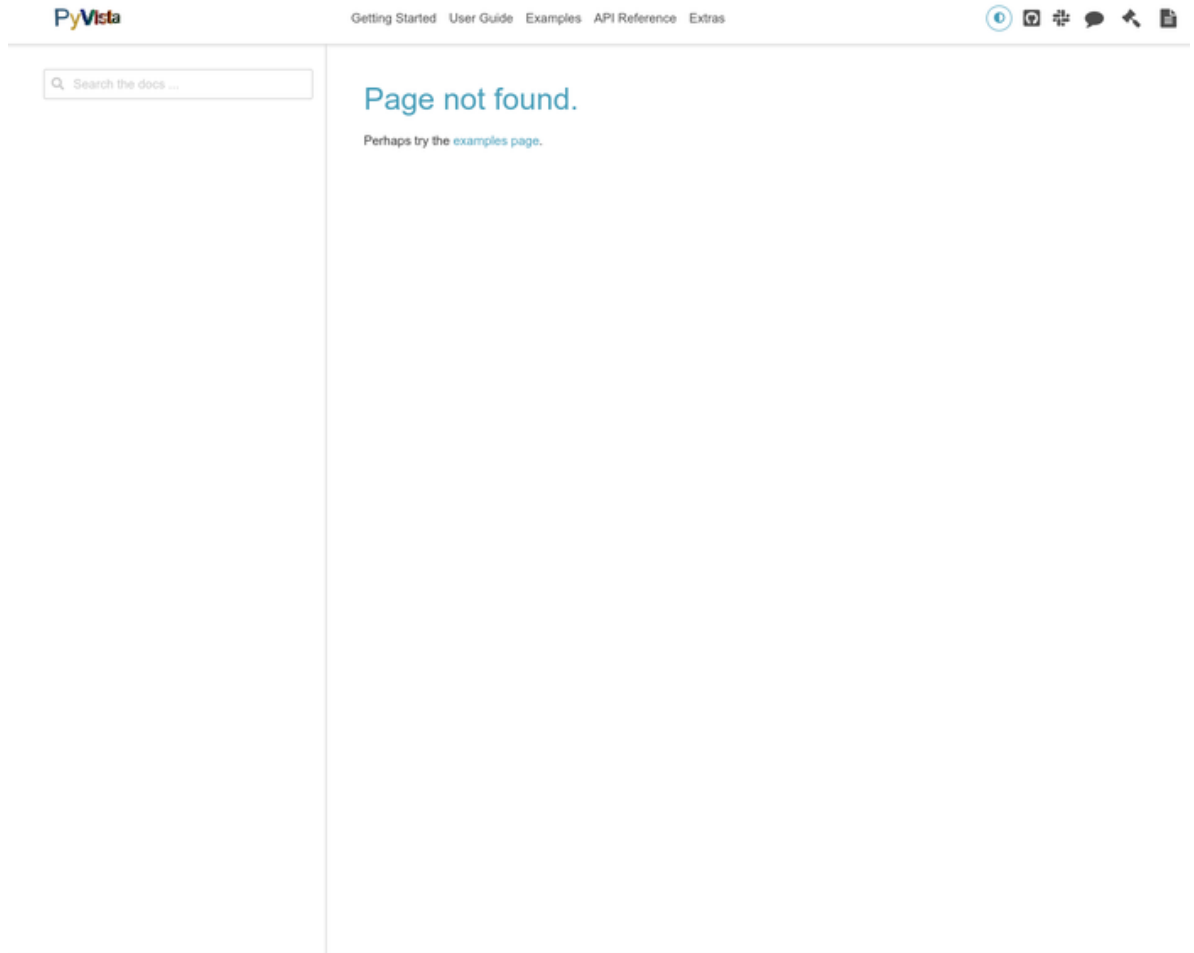 PyVista
Getting Started User Guide Examples API Reference Extras
Search the docs ...
Page not found.
Perhaps try the examples page.